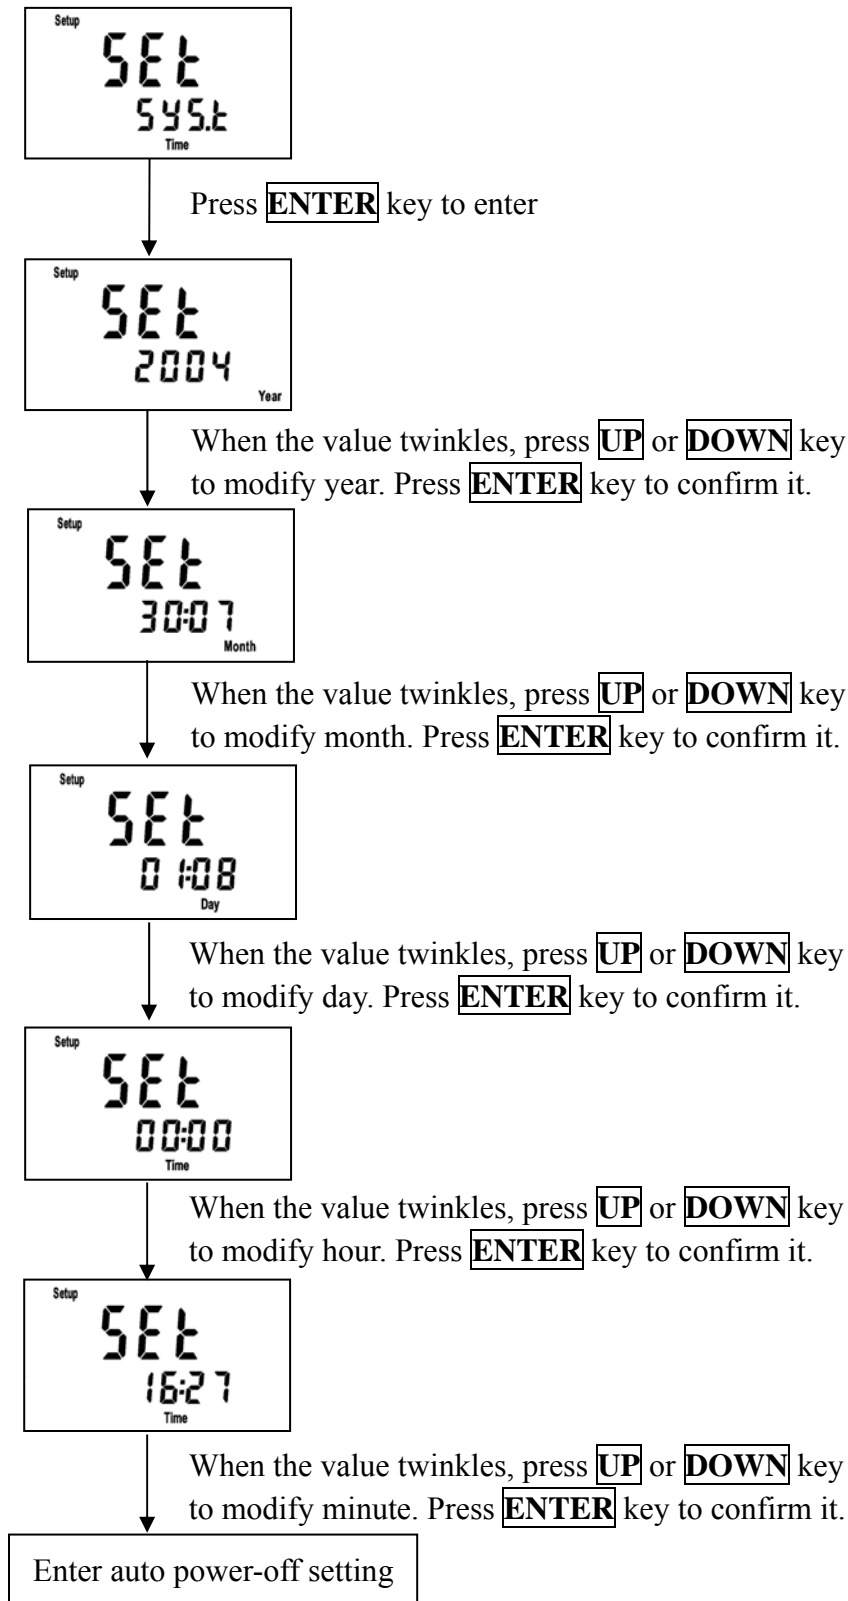 Setup
SEt
SYS.t
Time
Press ENTER key to enter
Setup
SEt
2004
Year
When the value twinkles, press UP or DOWN key
to modify year. Press ENTER key to confirm it.
Setup
SEt
30:07
Month
When the value twinkles, press UP or DOWN key
to modify month. Press ENTER key to confirm it.
Setup
SEt
01:08
Day
When the value twinkles, press UP or DOWN key
to modify day. Press ENTER key to confirm it.
Setup
SEt
00:00
Time
When the value twinkles, press UP or DOWN key
to modify hour. Press ENTER key to confirm it.
Setup
SEt
16:27
Time
When the value twinkles, press UP or DOWN key
to modify minute. Press ENTER key to confirm it.
Enter auto power-off setting